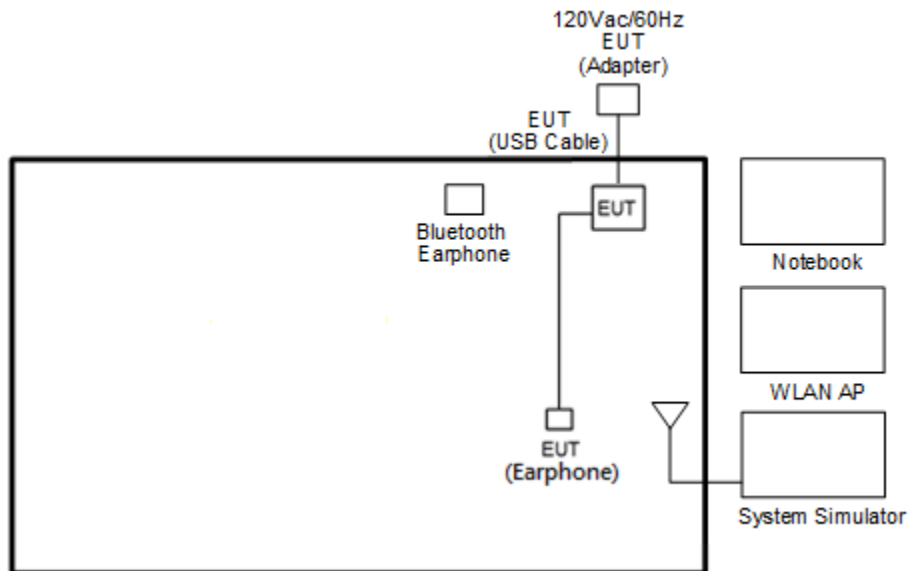 120Vac/60Hz
EUT
(Adapter)
EUT
(USB Cable)
EUT
Bluetooth
Earphone
Notebook
WLAN AP
EUT
(Earphone)
System Simulator